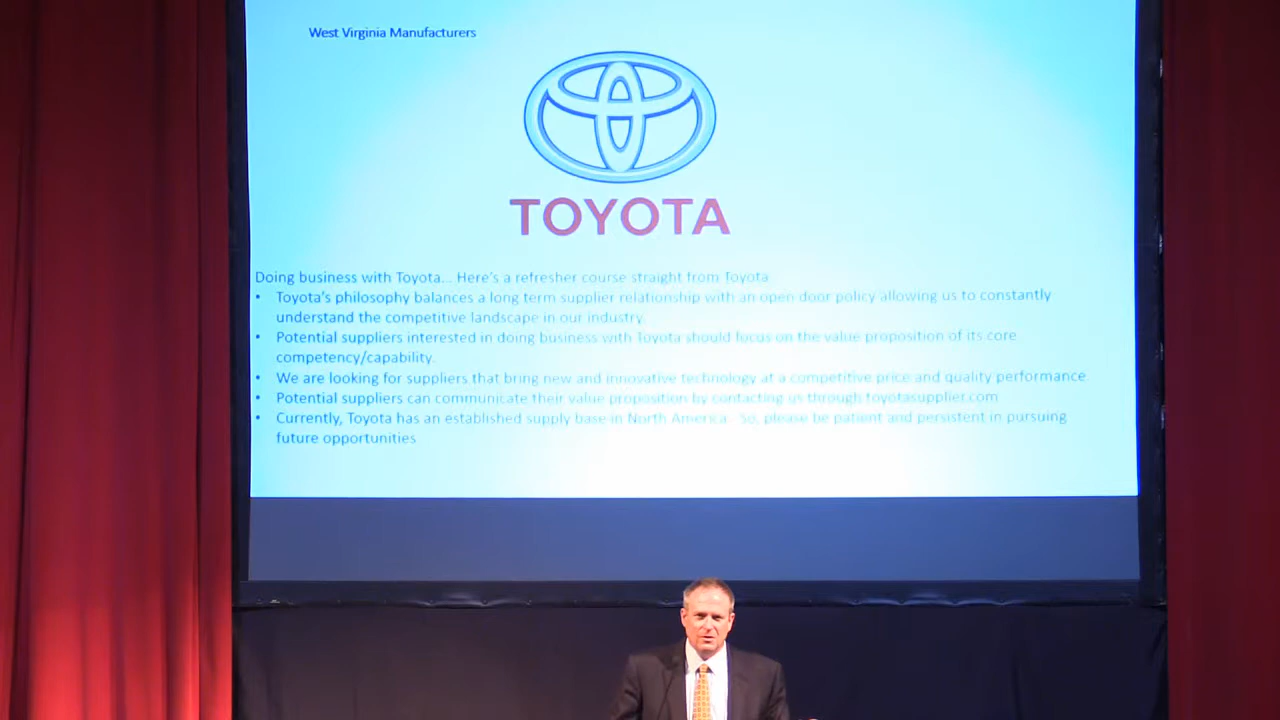 West Virginia Manufacturers
TOYOTA
Doing business with Toyota... Here's a refresher course straight from Toyota
• Toyota's philosophy balances a long term supplier relationship with an open door policy allowing us to constantly
understand the competitive landscape in our industry.
• Potential suppliers interested in doing business with Toyota should focus on the value proposition of its core
competency/capability.
• We are looking for suppliers that bring new and innovative technology at a competitive price and quality performance
• Potential suppliers can communicate their value proposition by contacting us through toyotasupplier.com
• Currently, Toyota has an established supply base in North America. So, please be patient and persistent in pursuing
future opportunities